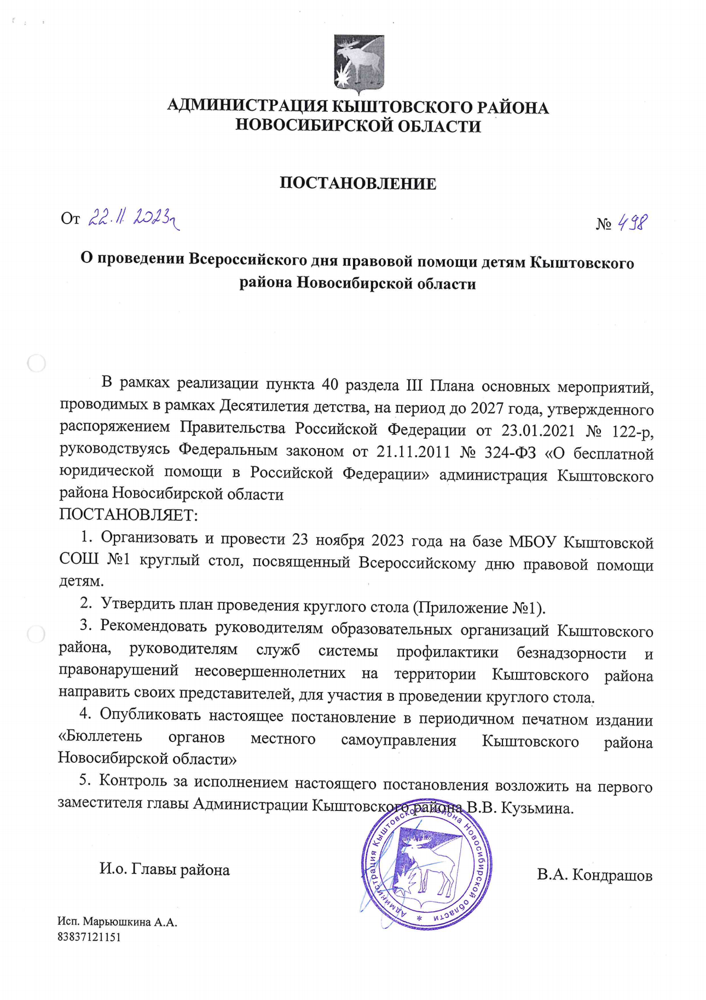 АДМИНИСТРАЦИЯ КЫШТОВСКОГО РАЙОНА
НОВОСИБИРСКОЙ ОБЛАСТИ
ПОСТАНОВЛЕНИЕ
От 22.11.2023г № 498
О проведении Всероссийского дня правовой помощи детям Кыштовского
района Новосибирской области
В рамках реализации пункта 40 раздела III Плана основных мероприятий,
проводимых в рамках Десятилетия детства, на период до 2027 года, утвержденного
распоряжением Правительства Российской Федерации от 23.01.2021 № 122-р,
руководствуясь Федеральным законом от 21.11.2011 № 324-ФЗ «О бесплатной
юридической помощи в Российской Федерации» администрация Кыштовского
района Новосибирской области
ПОСТАНОВЛЯЕТ:
1. Организовать и провести 23 ноября 2023 года на базе МБОУ Кыштовской
СОШ №1 круглый стол, посвященный Всероссийскому дню правовой помощи
детям.
2. Утвердить план проведения круглого стола (Приложение №1).
3. Рекомендовать руководителям образовательных организаций Кыштовского
района, руководителям служб системы профилактики безнадзорности и
правонарушений несовершеннолетних на территории Кыштовского района
направить своих представителей, для участия в проведении круглого стола.
4. Опубликовать настоящее постановление в периодичном печатном издании
«Бюллетень органов местного самоуправления Кыштовского района
Новосибирской области»
5. Контроль за исполнением настоящего постановления возложить на первого
заместителя главы Администрации Кыштовского района В.В. Кузьмина.
И.о. Главы района В.А. Кондрашов
Администрация Кыштовского района Новосибирской области *
Исп. Марьюшкина А.А.
83837121151